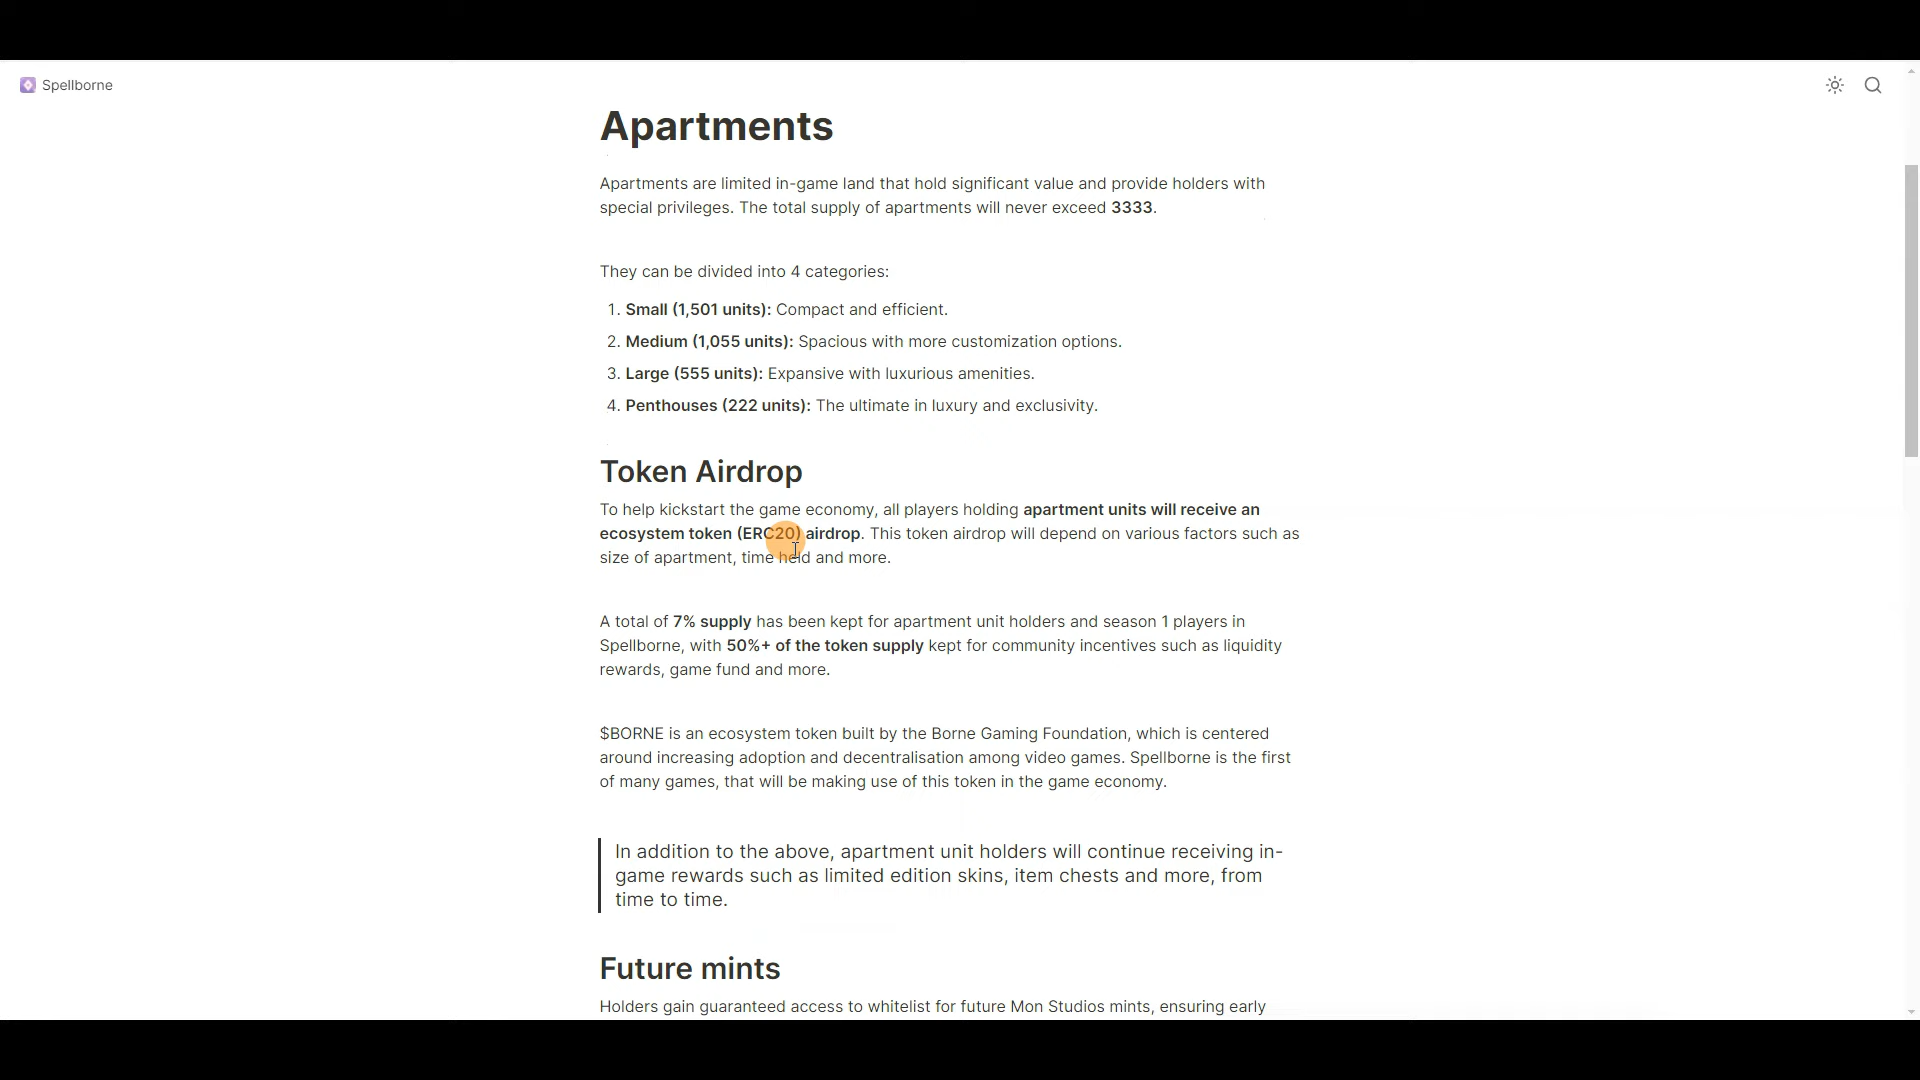 Spellborne
Apartments
Apartments are limited in-game land that hold significant value and provide holders with
special privileges. The total supply of apartments will never exceed 3333.
They can be divided into 4 categories:
1. Small (1,501 units): Compact and efficient.
2. Medium (1,055 units): Spacious with more customization options.
3. Large (555 units): Expansive with luxurious amenities.
4. Penthouses (222 units): The ultimate in luxury and exclusivity.
Token Airdrop
To help kickstart the game economy, all players holding apartment units will receive an
ecosystem token (ERC20) airdrop. This token airdrop will depend on various factors such as
size of apartment, time held and more.
A total of 7% supply has been kept for apartment unit holders and season 1 players in
Spellborne, with 50%+ of the token supply kept for community incentives such as liquidity
rewards, game fund and more.
$BORNE is an ecosystem token built by the Borne Gaming Foundation, which is centered
around increasing adoption and decentralisation among video games. Spellborne is the first
of many games, that will be making use of this token in the game economy.
In addition to the above, apartment unit holders will continue receiving in-
game rewards such as limited edition skins, item chests and more, from
time to time.
Future mints
Holders gain guaranteed access to whitelist for future Mon Studios mints, ensuring early